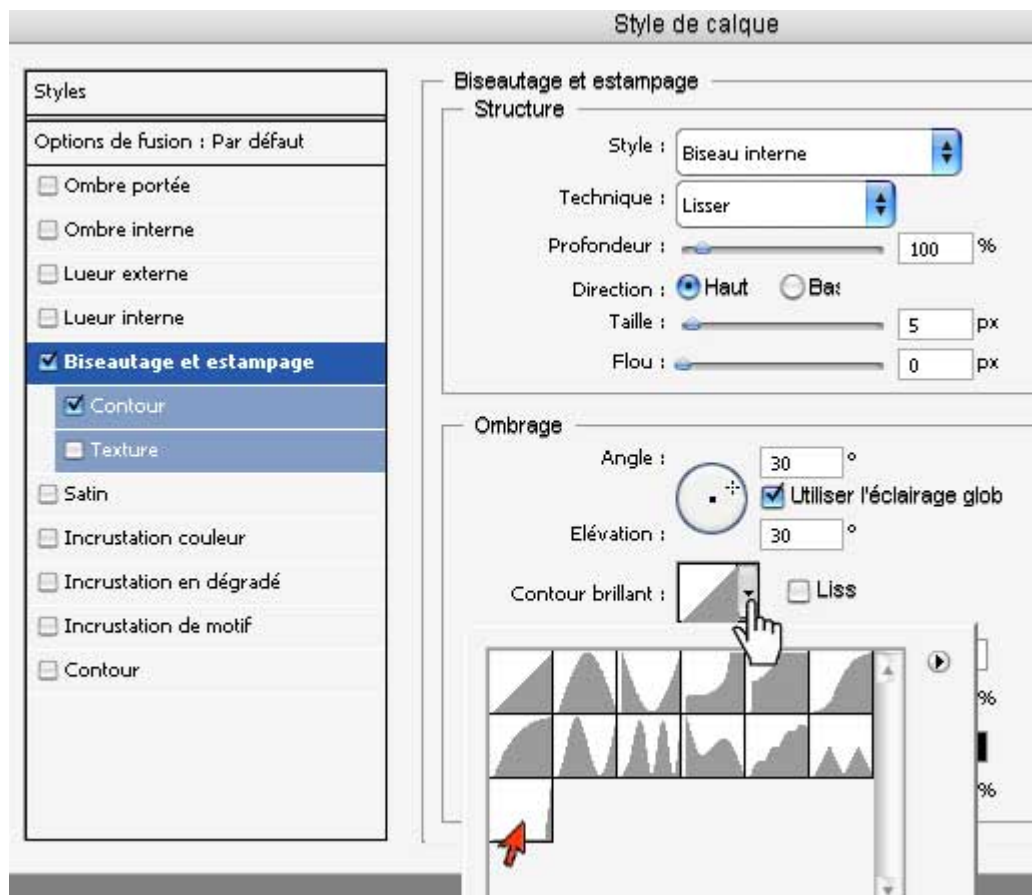 Style de calque
Styles
Options de fusion : Par défaut
Ombre portée
Ombre interne
Lueur externe
Lueur interne
Biseautage et estampage
Contour
Texture
Satin
Incrustation couleur
Incrustation en dégradé
Incrustation de motif
Contour
Biseautage et estampage
Structure
Style : Biseau interne
Technique : Lisser
Profondeur : 100 %
Direction : Haut Bas
Taille : 5 px
Flou : 0 px
Ombrage
Angle : 30 °
Utiliser l'éclairage glob
Elévation : 30 °
Contour brillant : Liss
%
%